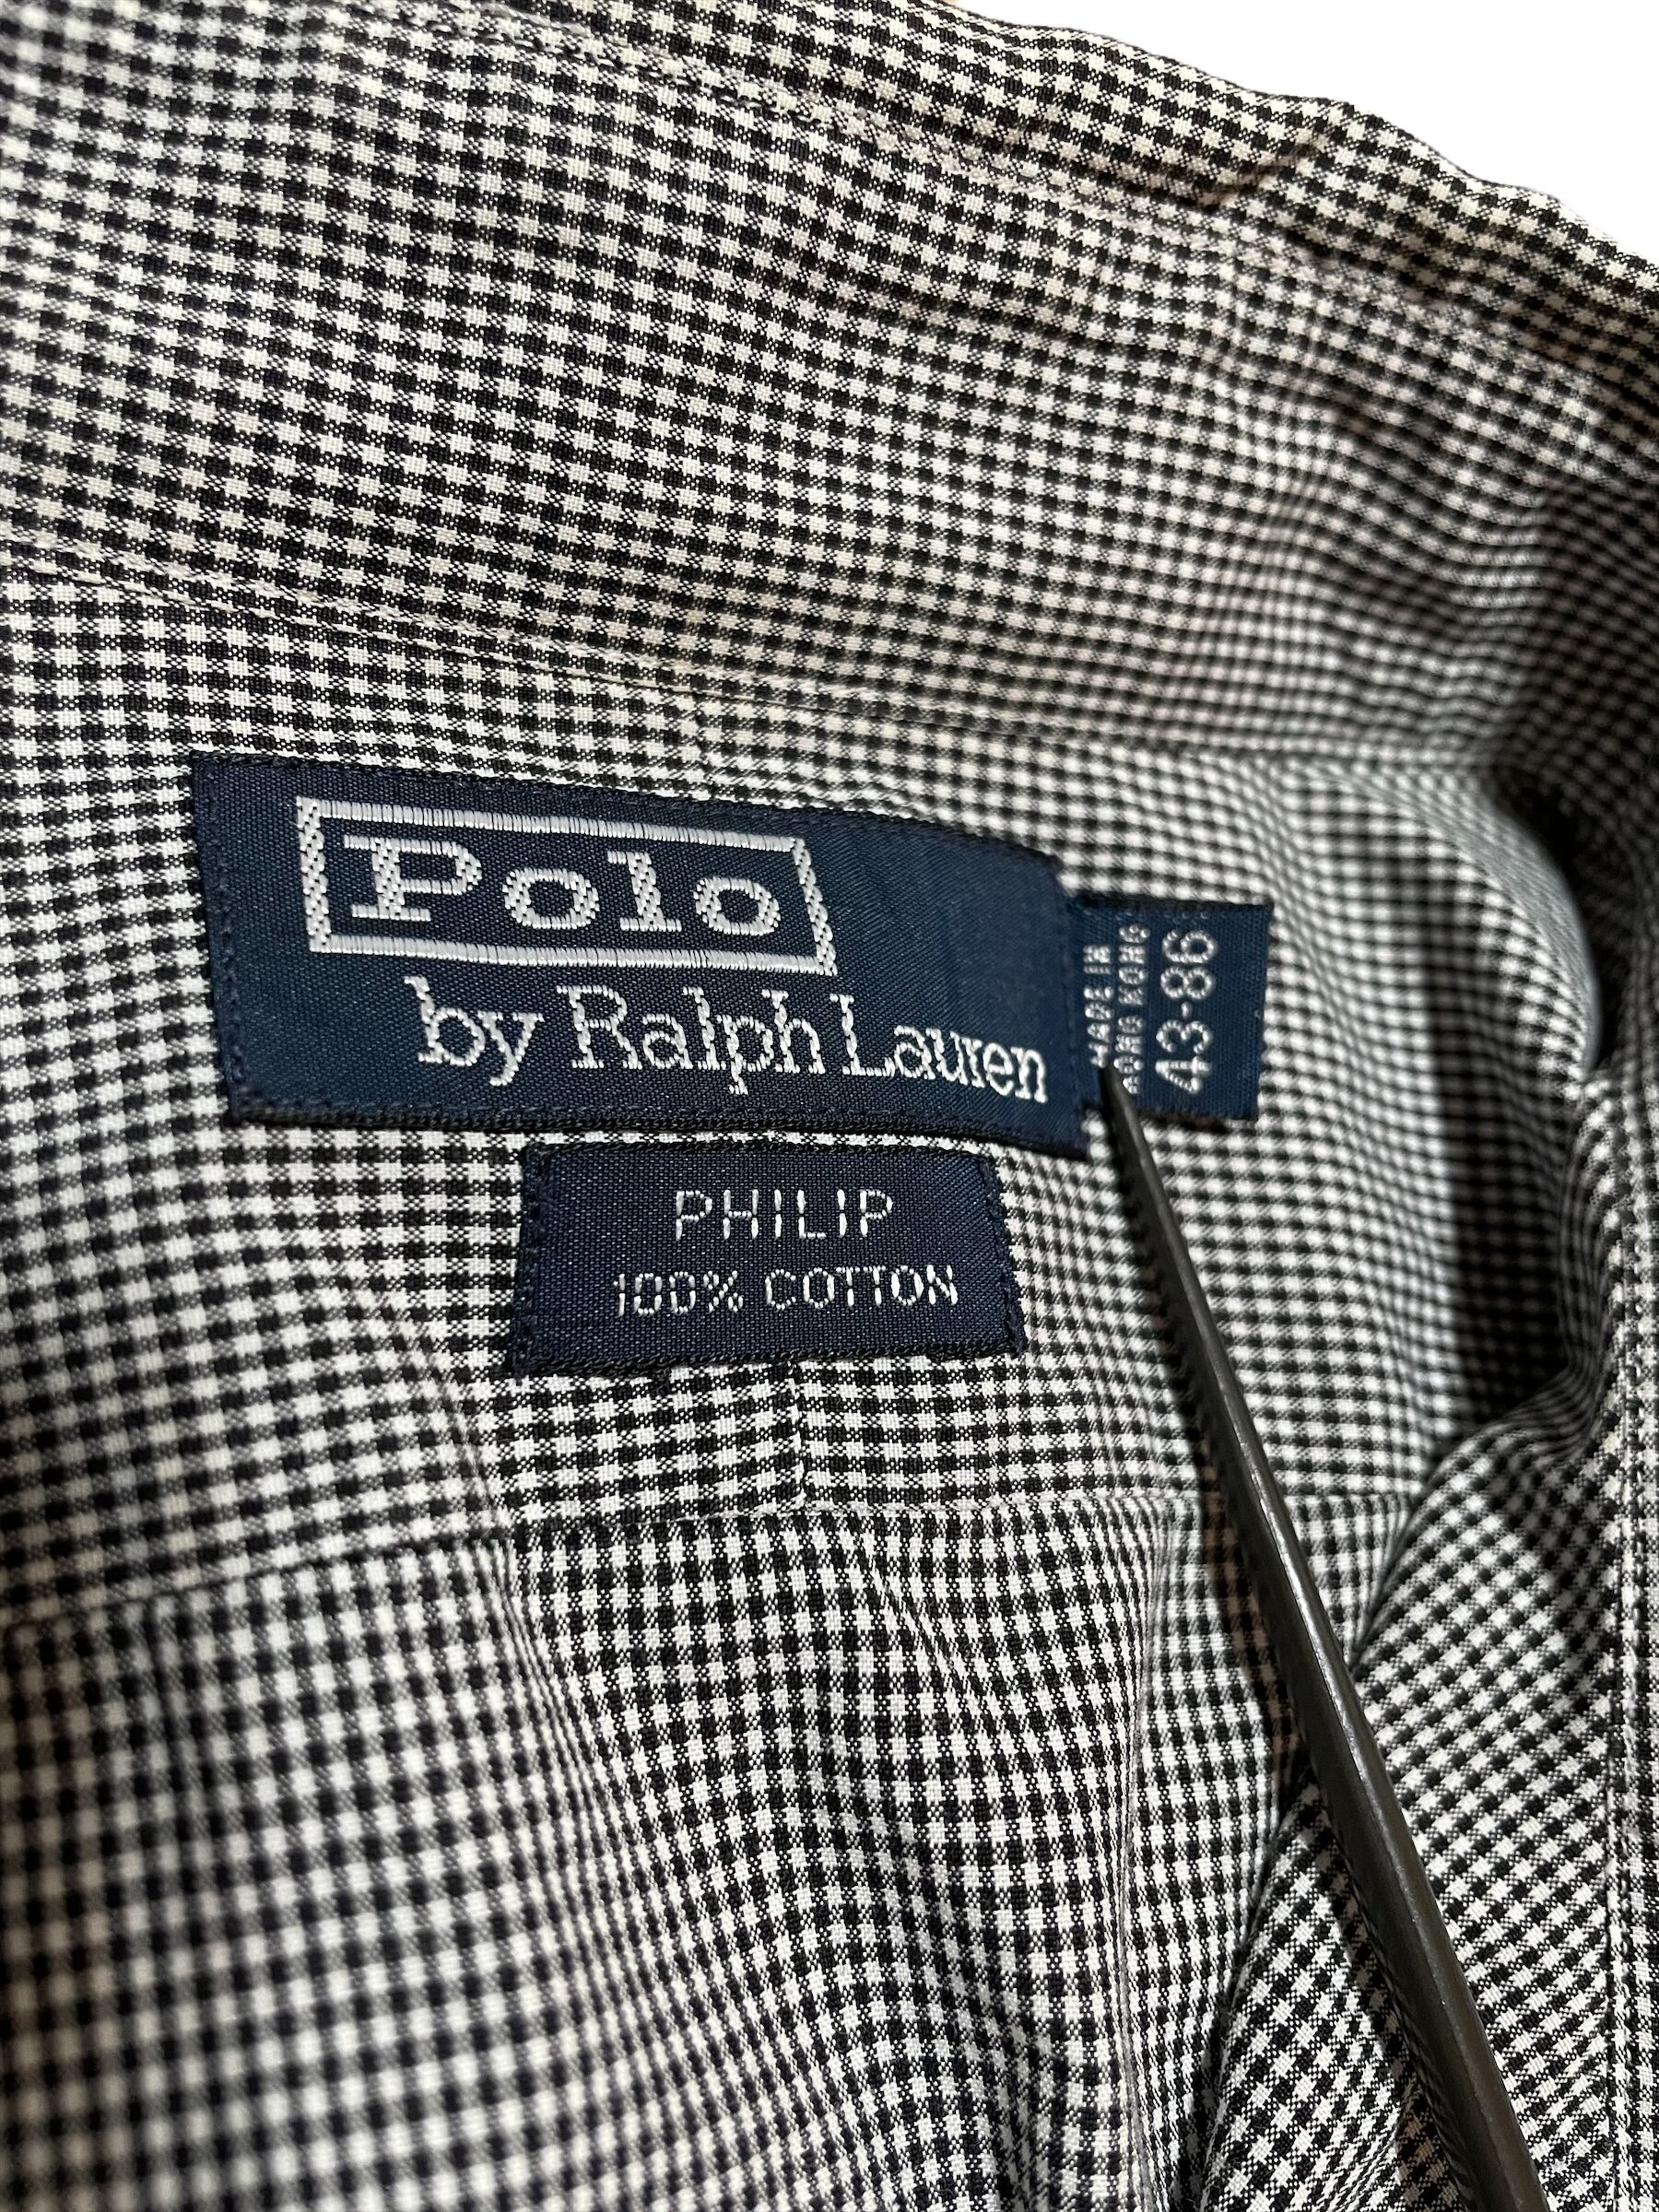 Polo
by Ralph Lauren
MADE IN
HONG KONG
43-86
PHILIP
100% COTTON